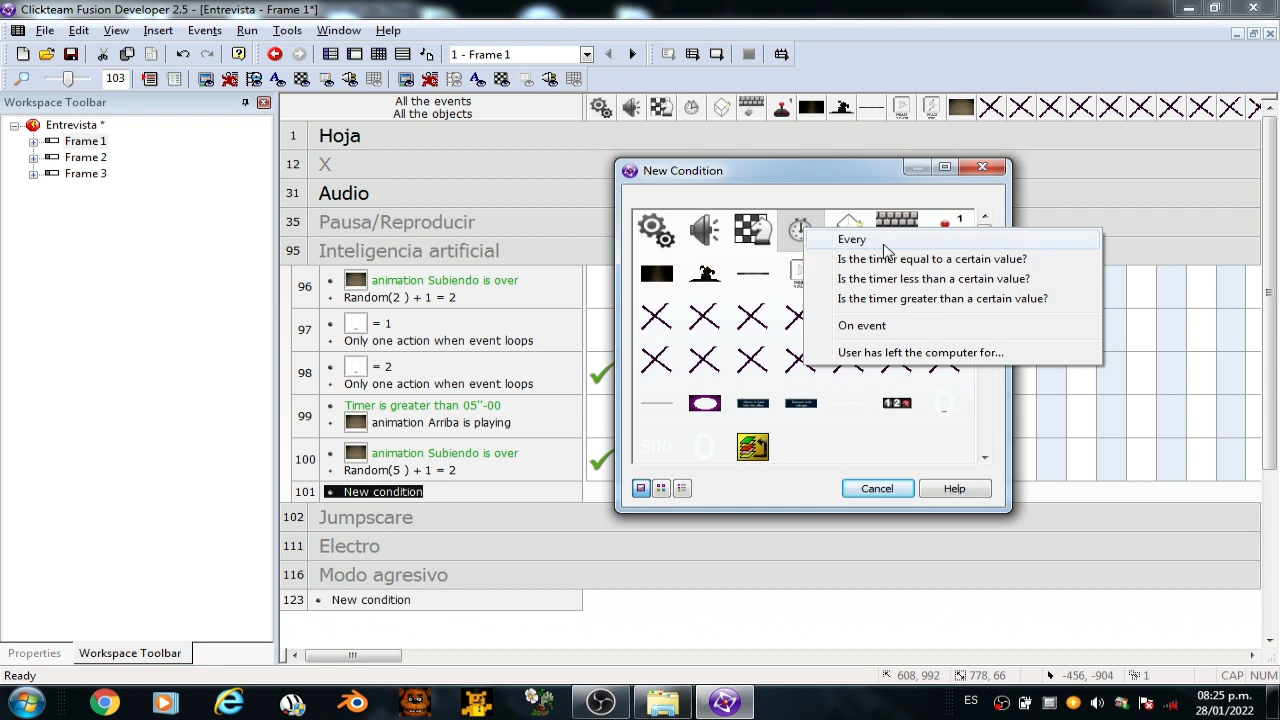 Clickteam Fusion Developer 2.5 - [Entrevista - Frame 1*]
File Edit View Insert Events Run Tools Window Help
1 - Frame 1
103
Workspace Toolbar
Entrevista *
Frame 1
Frame 2
Frame 3
Properties
Workspace Toolbar
All the events
All the objects
1 Hoja
12 X
31 Audio
35 Pausa/Reproducir
95 Inteligencia artificial
96
animation Subiendo is over
Random(2 ) + 1 = 2
97
= 1
Only one action when event loops
98
= 2
Only one action when event loops
99
Timer is greater than 05''-00
animation Arriba is playing
100
animation Subiendo is over
Random(5 ) + 1 = 2
101 New condition
102 Jumpscare
111 Electro
116 Modo agresivo
123 New condition
New Condition
1
Every
Is the timer equal to a certain value?
Is the timer less than a certain value?
Is the timer greater than a certain value?
On event
User has left the computer for...
500 0
Cancel Help
Ready
608, 992
778, 66
-456, -904
1
CAP NUM
ES
08:25 p.m.
28/01/2022